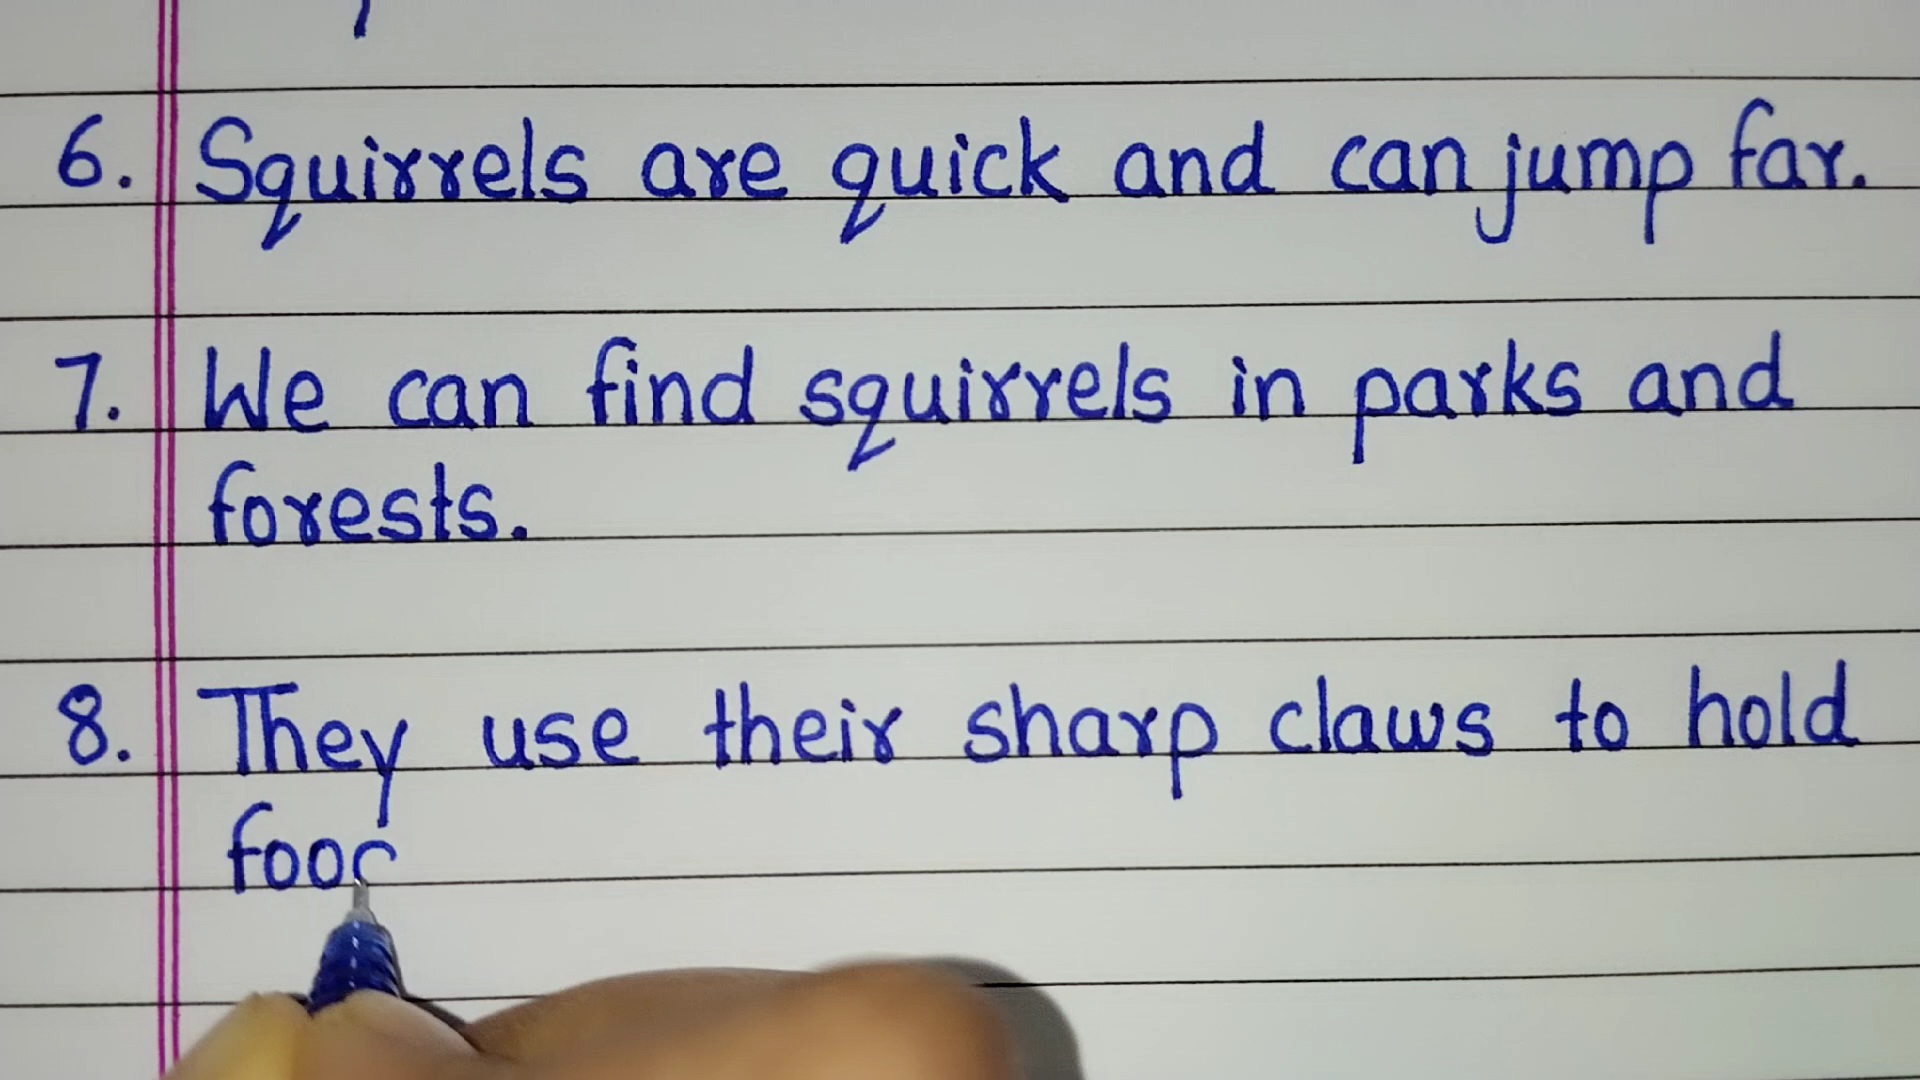 6. Squirrels are quick and can jump far.
7. We can find squirrels in parks and
forests.
8. They use their sharp claws to hold